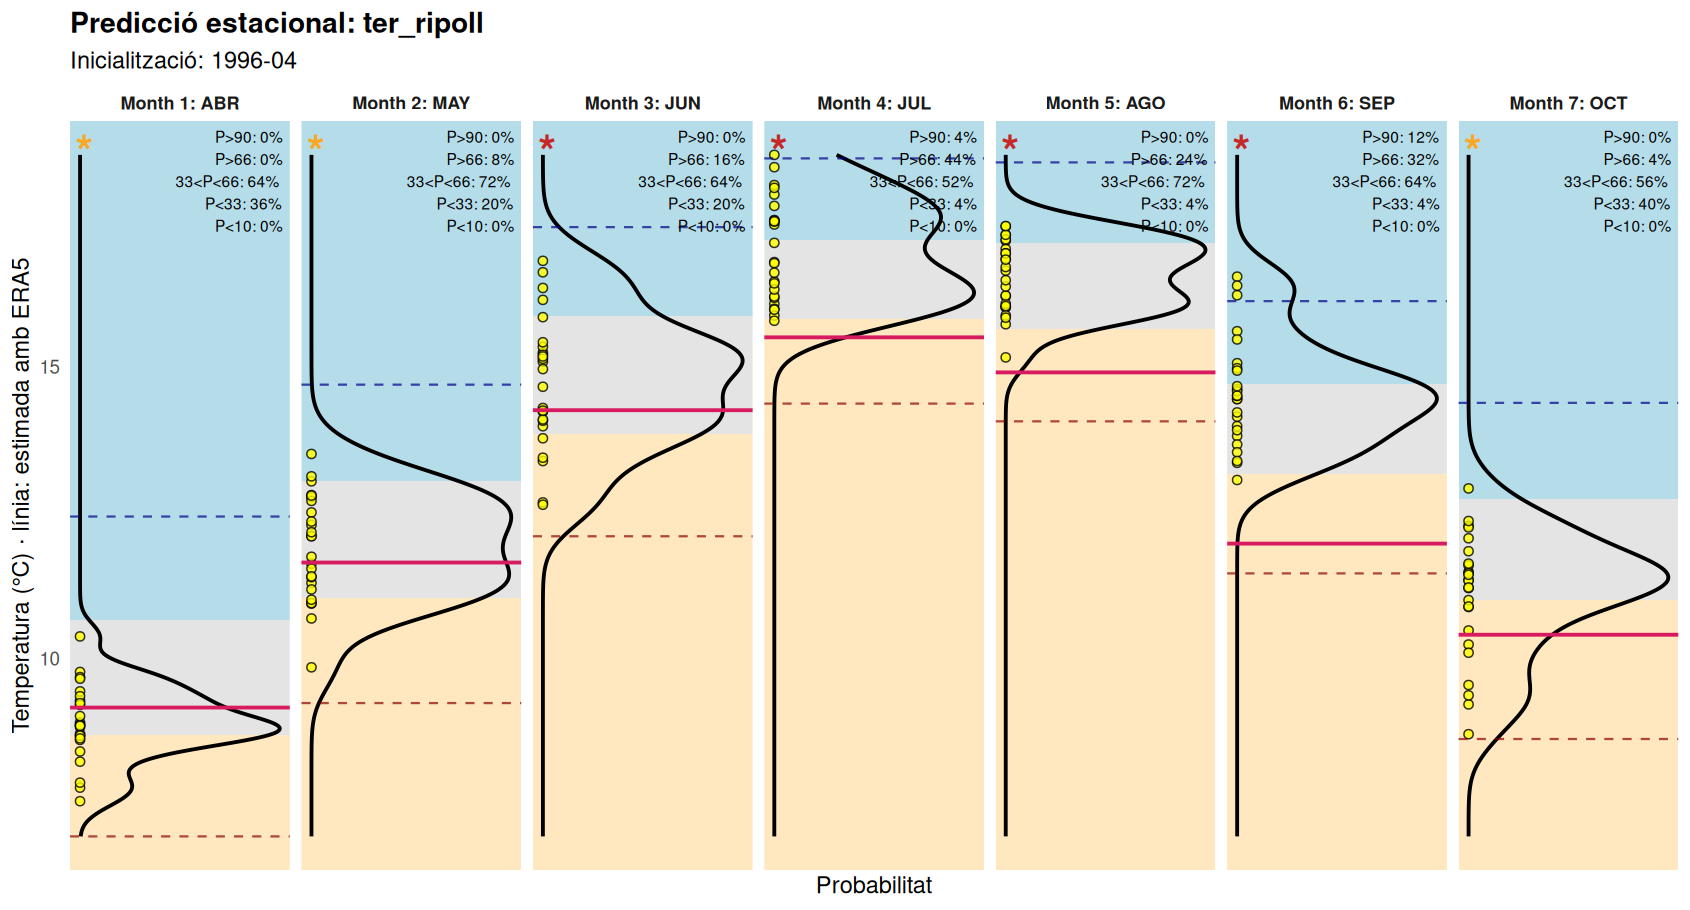 Predicció estacional: ter_ripoll
Inicialització: 1996-04
Month 1: ABR
Month 2: MAY
Month 3: JUN
Month 4: JUL
Month 5: AGO
Month 6: SEP
Month 7: OCT
*
P>90: 0%
P>66: 0%
33<P<66: 64%
P<33: 36%
P<10: 0%
*
P>90: 0%
P>66: 8%
33<P<66: 72%
P<33: 20%
P<10: 0%
*
P>90: 0%
P>66: 16%
33<P<66: 64%
P<33: 20%
P<10: 0%
*
P>90: 4%
P>66: 44%
33<P<66: 52%
P<33: 4%
P<10: 0%
*
P>90: 0%
P>66: 24%
33<P<66: 72%
P<33: 4%
P<10: 0%
*
P>90: 12%
P>66: 32%
33<P<66: 64%
P<33: 4%
P<10: 0%
*
P>90: 0%
P>66: 4%
33<P<66: 56%
P<33: 40%
P<10: 0%
15
10
Temperatura (°C) · línia: estimada amb ERA5
Probabilitat